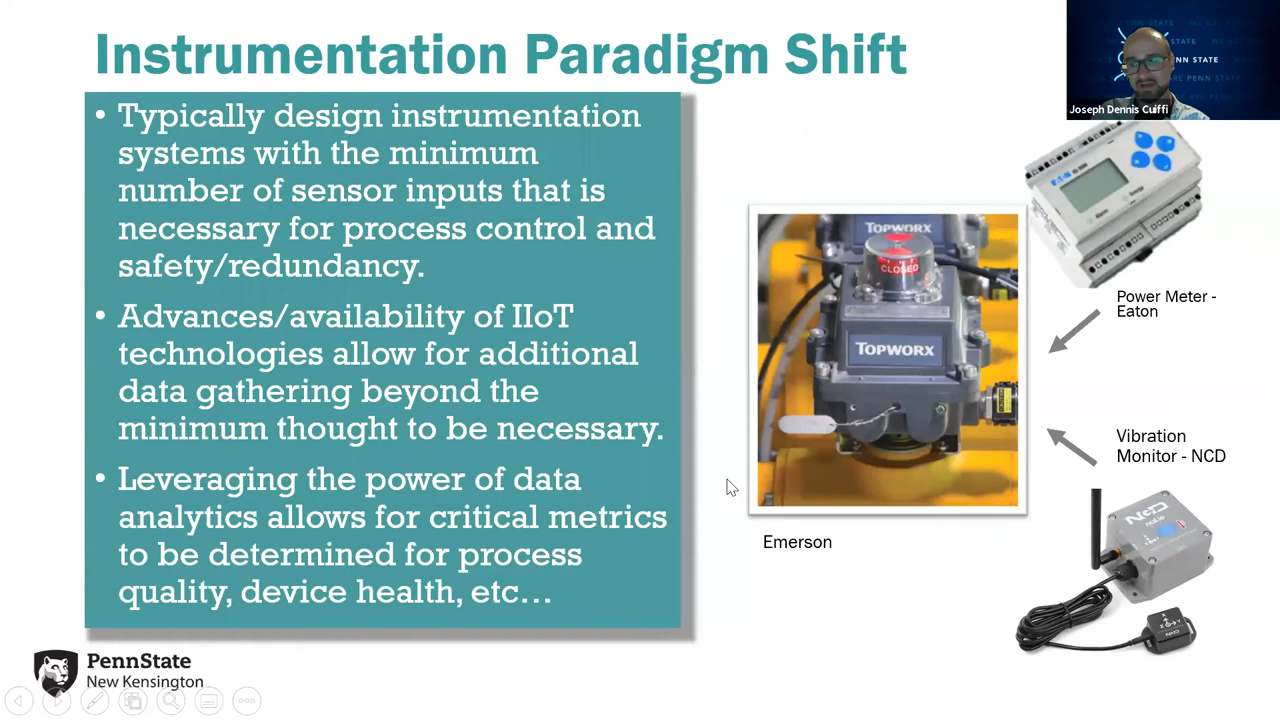 Instrumentation Paradigm Shift
• Typically design instrumentation
systems with the minimum
number of sensor inputs that is
necessary for process control and
safety/redundancy.
• Advances/availability of IIoT
technologies allow for additional
data gathering beyond the
minimum thought to be necessary.
• Leveraging the power of data
analytics allows for critical metrics
to be determined for process
quality, device health, etc…
PennState
New Kensington
TOPWORX
CLOSED
TOPWORX
Emerson
Joseph Dennis Cuiffi
PENN STATE
Power Meter -
Eaton
Vibration
Monitor - NCD
NCD
ncd.io